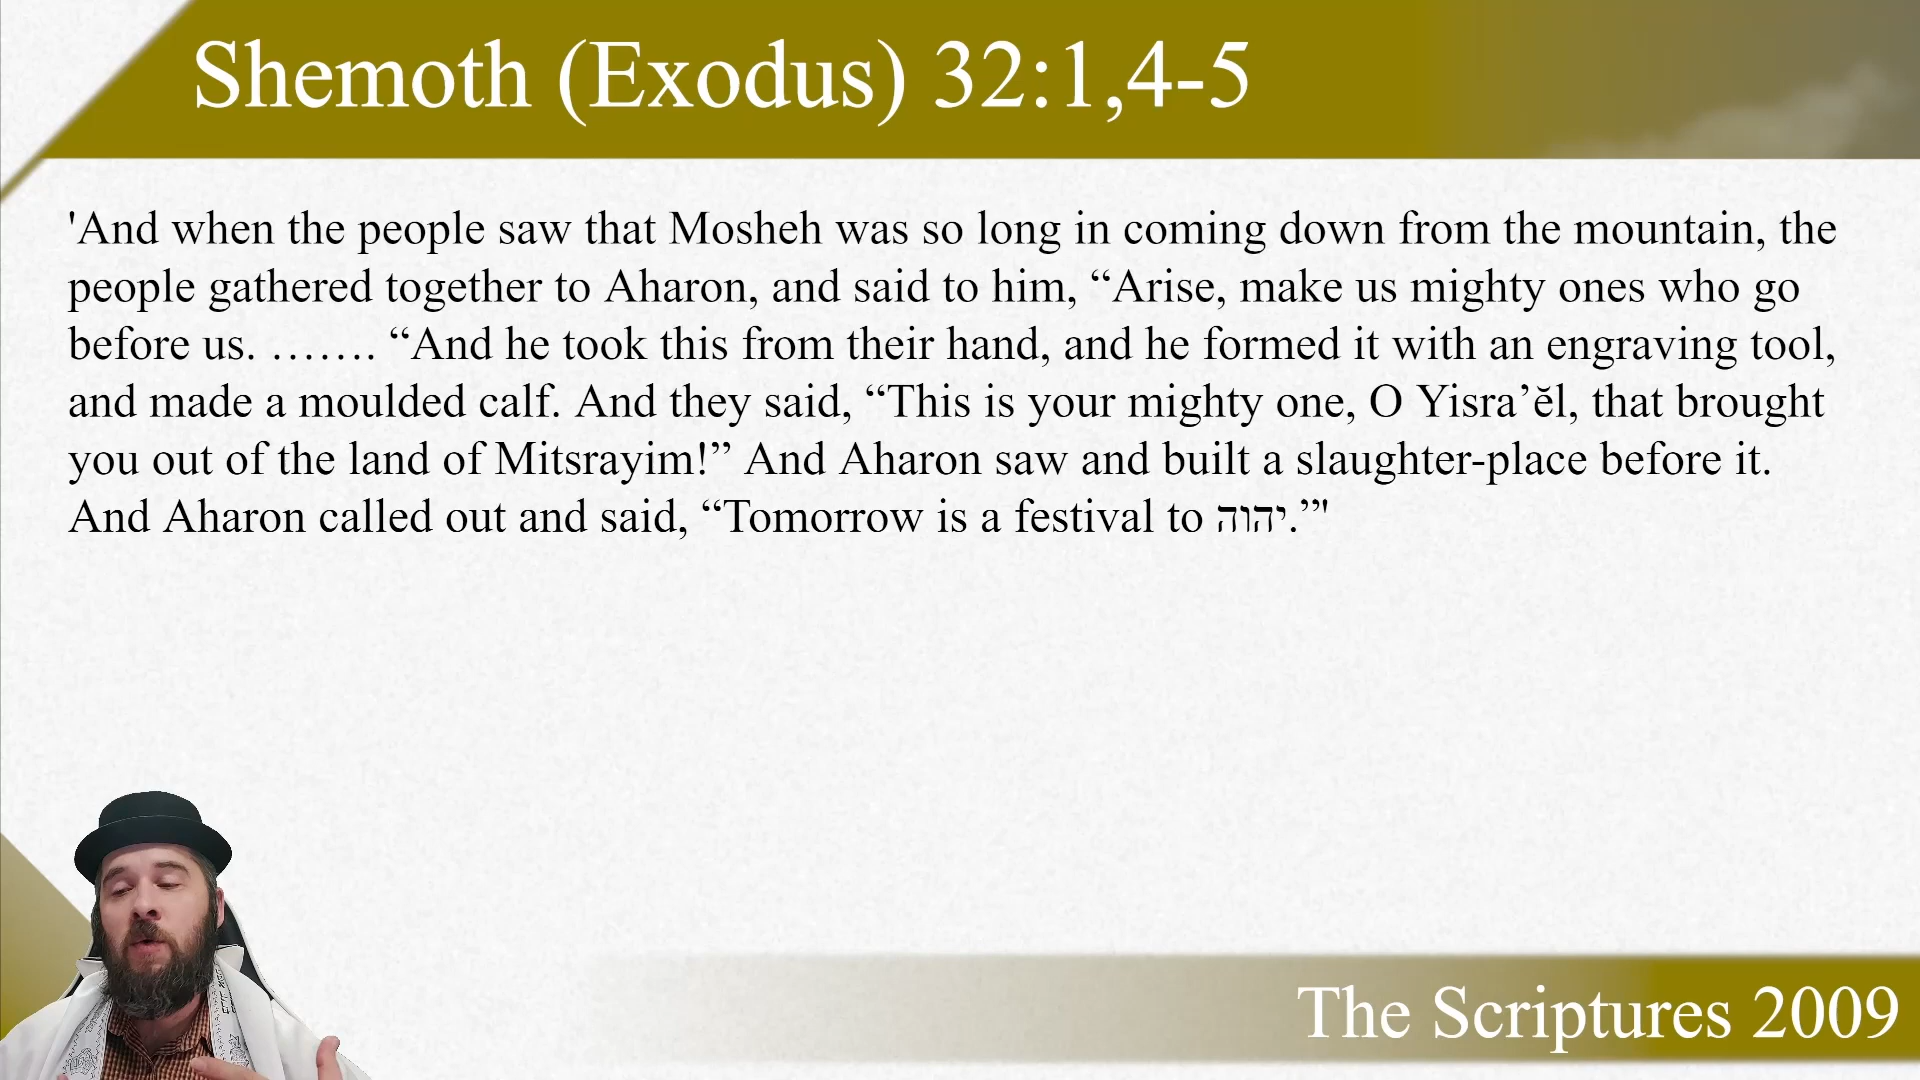 Shemoth (Exodus) 32:1,4-5
'And when the people saw that Mosheh was so long in coming down from the mountain, the
people gathered together to Aharon, and said to him, “Arise, make us mighty ones who go
before us. ……. “And he took this from their hand, and he formed it with an engraving tool,
and made a moulded calf. And they said, “This is your mighty one, O Yisra’ĕl, that brought
you out of the land of Mitsrayim!” And Aharon saw and built a slaughter-place before it.
And Aharon called out and said, “Tomorrow is a festival to יהוה.”'
The Scriptures 2009